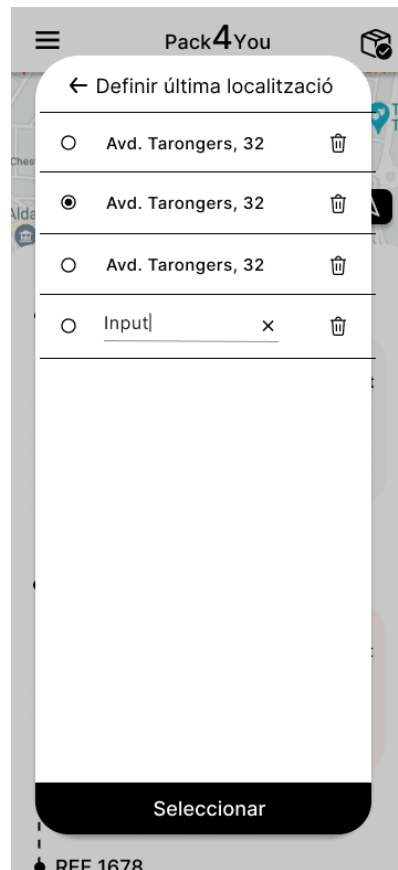 Pack4You
← Definir última localització
Avd. Tarongers, 32
Avd. Tarongers, 32
Avd. Tarongers, 32
Input
Seleccionar
REF 1678